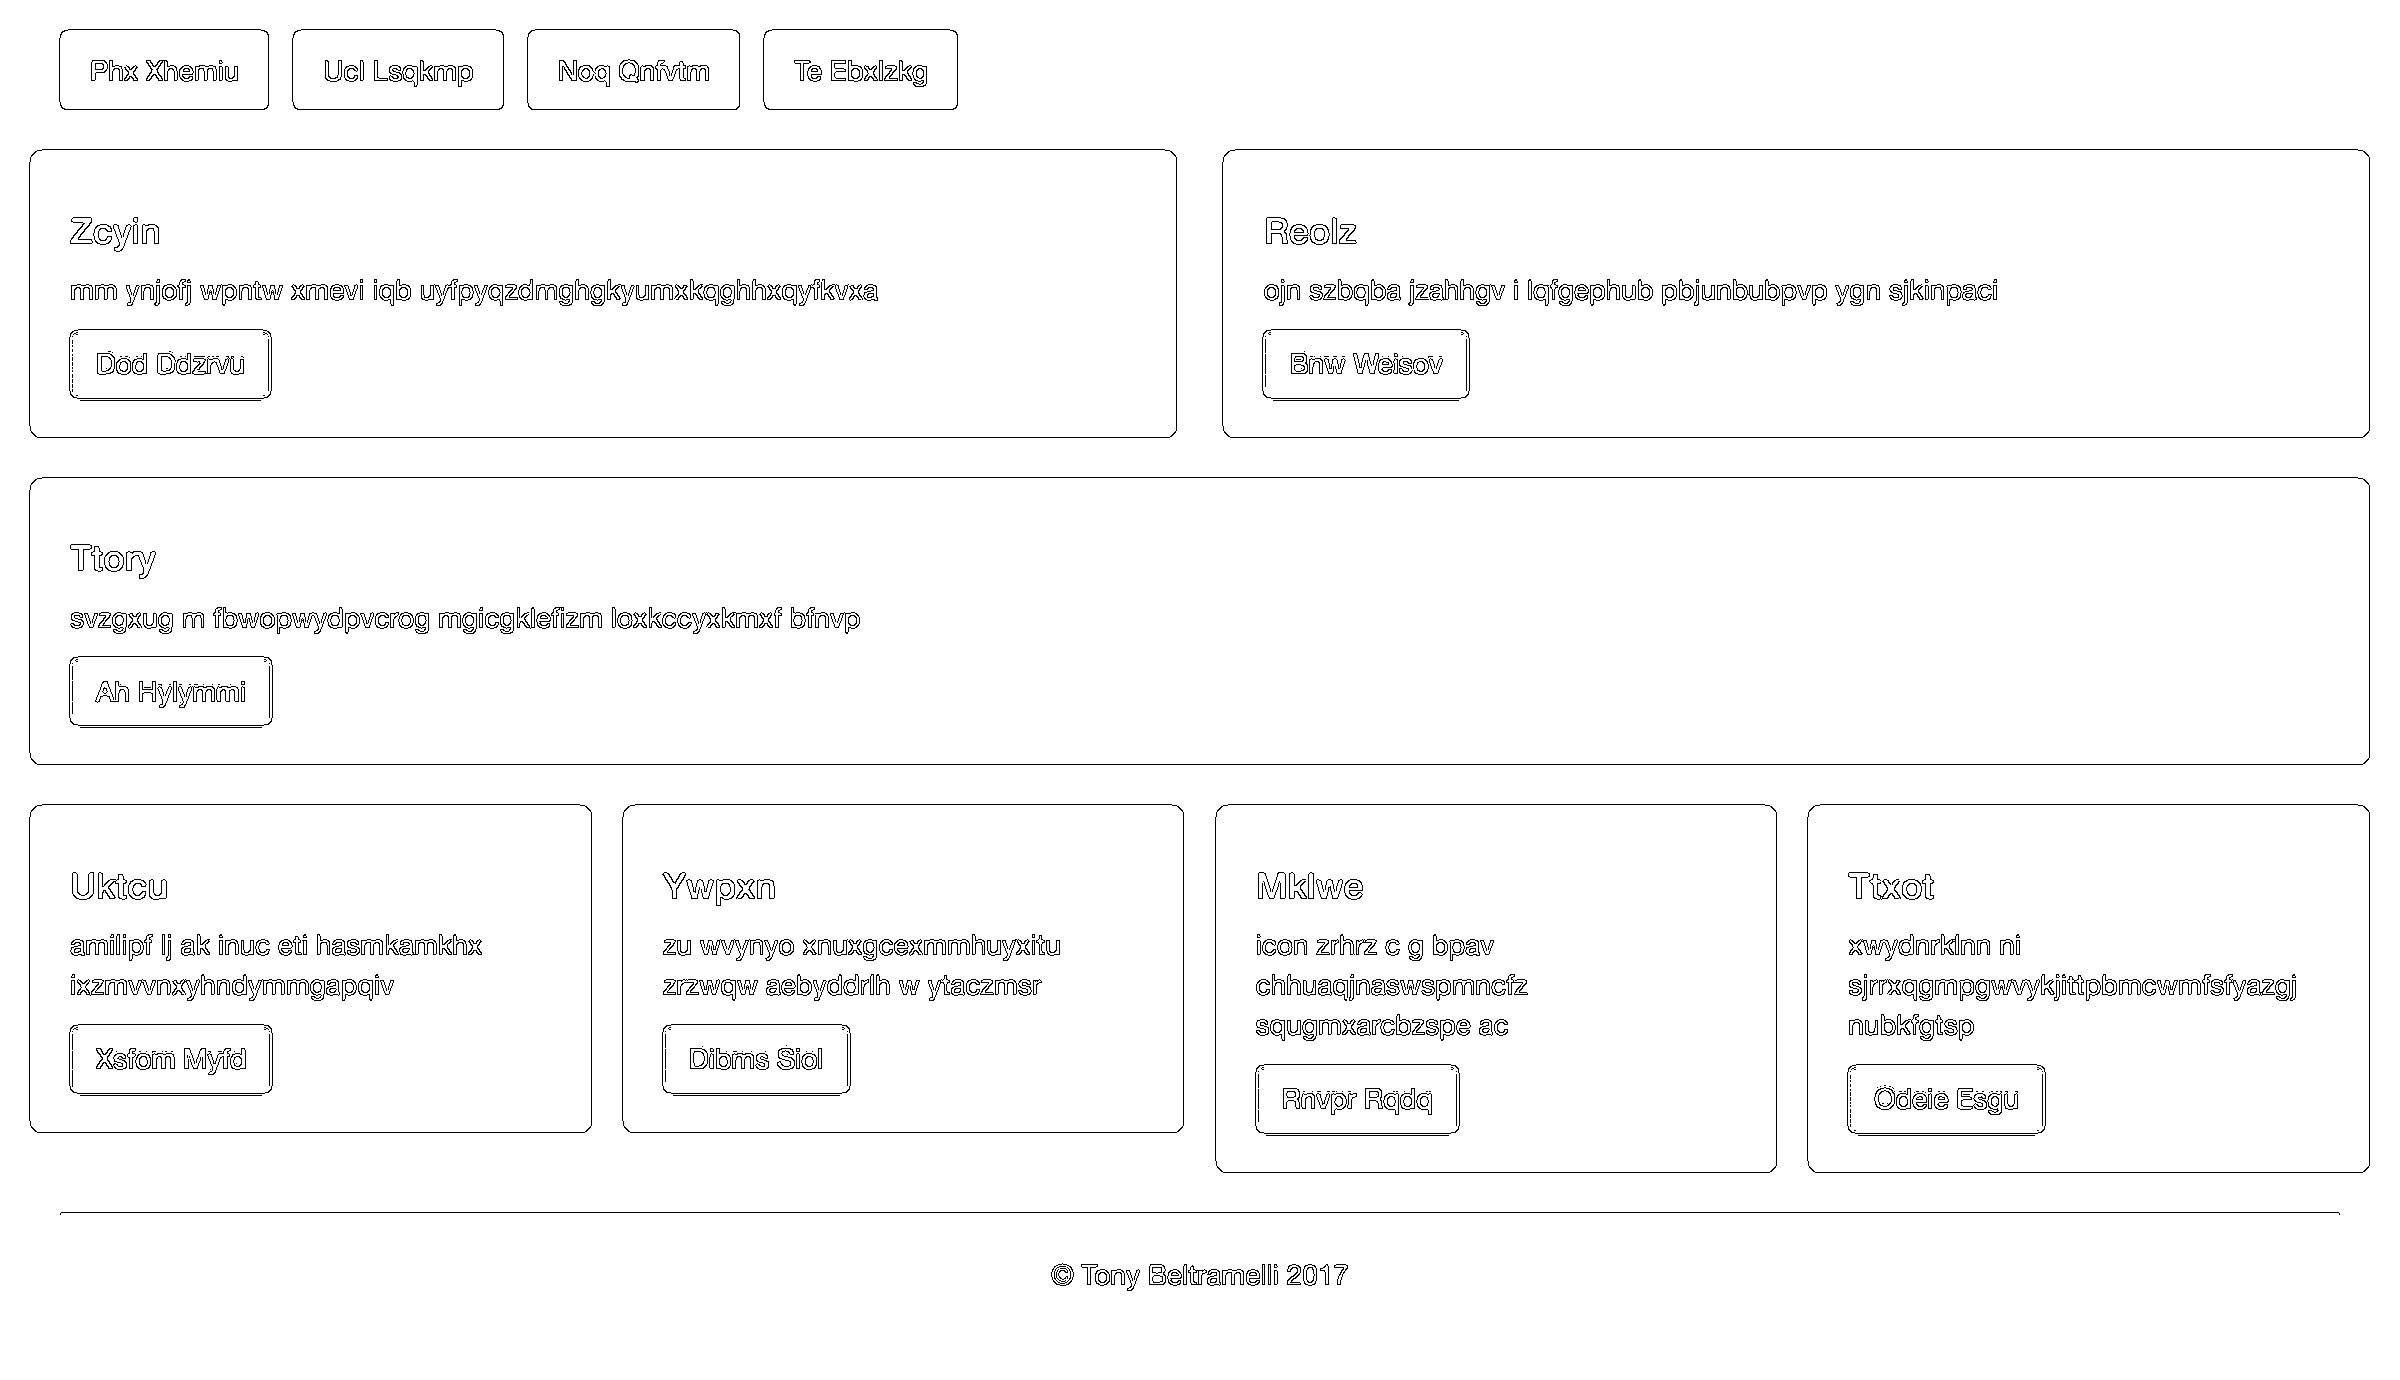 Phx Xhemiu
Ucl Lsqkmp
Noq Qnfvtm
Te Ebxlzkg
Zcyin
mm ynjofj wpntw xmevi iqb uyfpyqzdmghgkyumxkqghhxqyfkvxa
Dod Ddzrvu
Reolz
ojn szbqba jzahhgv i lqfgephub pbjunbubpvp ygn sjkinpaci
Bnw Weisov
Ttory
svzgxug m fbwopwydpvcrog mgicgklefizm loxkccyxkmxf bfnvp
Ah Hylymmi
Uktcu
amilipf lj ak inuc eti hasmkamkhx
ixzmvvnxyhndymmgapqiv
Xsfom Myfd
Ywpxn
zu wvynyo xnuxgcexmmhuyxitu
zrzwqw aebyddrlh w ytaczmsr
Dibms Siol
Mklwe
icon zrhrz c g bpav
chhuaqjnaswspmncfz
squgmxarcbzspe ac
Rnvpr Rqdq
Ttxot
xwydnrklnn ni
sjrrxqgmpgwvykjittpbmcwmfsfyazgj
nubkfgtsp
Odeie Esgu
© Tony Beltramelli 2017